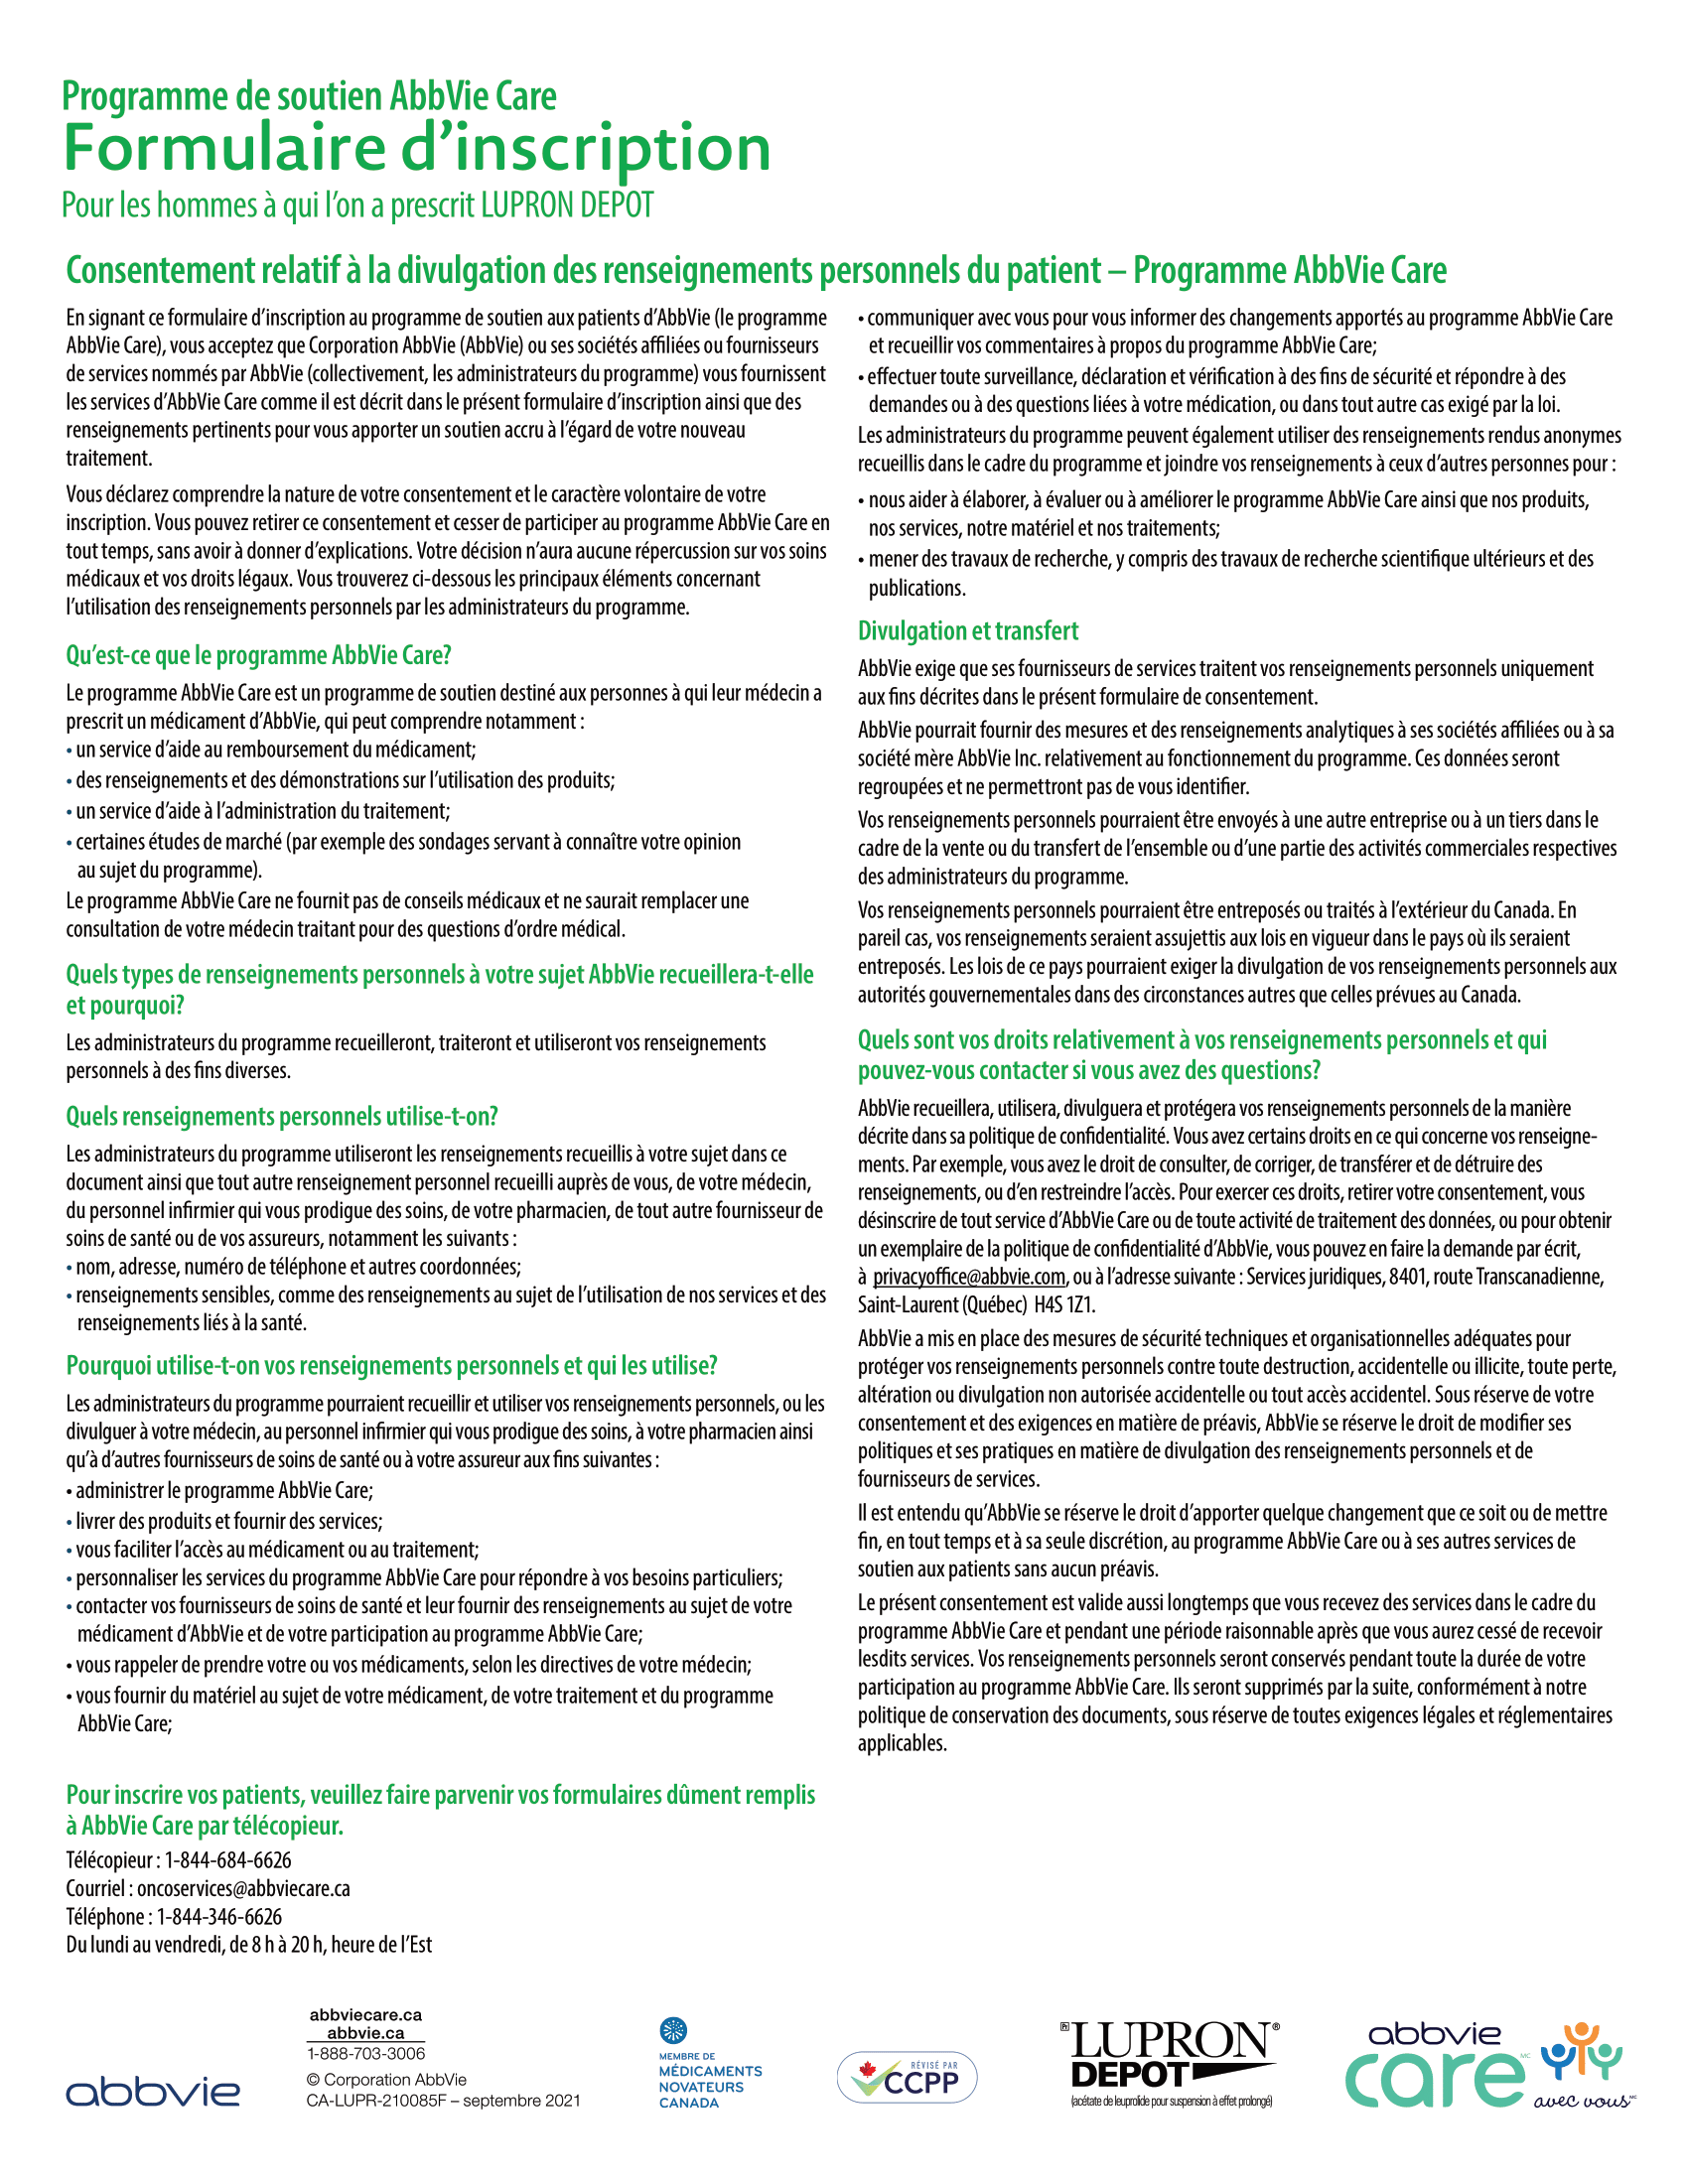 Programme de soutien AbbVie Care
Formulaire d’inscription
Pour les hommes à qui l’on a prescrit LUPRON DEPOT
Consentement relatif à la divulgation des renseignements personnels du patient – Programme AbbVie Care
En signant ce formulaire d’inscription au programme de soutien aux patients d’AbbVie (le programme
AbbVie Care), vous acceptez que Corporation AbbVie (AbbVie) ou ses sociétés affiliées ou fournisseurs
de services nommés par AbbVie (collectivement, les administrateurs du programme) vous fournissent
les services d’AbbVie Care comme il est décrit dans le présent formulaire d’inscription ainsi que des
renseignements pertinents pour vous apporter un soutien accru à l’égard de votre nouveau
traitement.
Vous déclarez comprendre la nature de votre consentement et le caractère volontaire de votre
inscription. Vous pouvez retirer ce consentement et cesser de participer au programme AbbVie Care en
tout temps, sans avoir à donner d’explications. Votre décision n’aura aucune répercussion sur vos soins
médicaux et vos droits légaux. Vous trouverez ci-dessous les principaux éléments concernant
l’utilisation des renseignements personnels par les administrateurs du programme.
Qu’est-ce que le programme AbbVie Care?
Le programme AbbVie Care est un programme de soutien destiné aux personnes à qui leur médecin a
prescrit un médicament d’AbbVie, qui peut comprendre notamment :
• un service d’aide au remboursement du médicament;
• des renseignements et des démonstrations sur l’utilisation des produits;
• un service d’aide à l’administration du traitement;
• certaines études de marché (par exemple des sondages servant à connaître votre opinion
au sujet du programme).
Le programme AbbVie Care ne fournit pas de conseils médicaux et ne saurait remplacer une
consultation de votre médecin traitant pour des questions d’ordre médical.
Quels types de renseignements personnels à votre sujet AbbVie recueillera-t-elle
et pourquoi?
Les administrateurs du programme recueilleront, traiteront et utiliseront vos renseignements
personnels à des fins diverses.
Quels renseignements personnels utilise-t-on?
Les administrateurs du programme utiliseront les renseignements recueillis à votre sujet dans ce
document ainsi que tout autre renseignement personnel recueilli auprès de vous, de votre médecin,
du personnel infirmier qui vous prodigue des soins, de votre pharmacien, de tout autre fournisseur de
soins de santé ou de vos assureurs, notamment les suivants :
• nom, adresse, numéro de téléphone et autres coordonnées;
• renseignements sensibles, comme des renseignements au sujet de l’utilisation de nos services et des
renseignements liés à la santé.
Pourquoi utilise-t-on vos renseignements personnels et qui les utilise?
Les administrateurs du programme pourraient recueillir et utiliser vos renseignements personnels, ou les
divulguer à votre médecin, au personnel infirmier qui vous prodigue des soins, à votre pharmacien ainsi
qu’à d’autres fournisseurs de soins de santé ou à votre assureur aux fins suivantes :
• administrer le programme AbbVie Care;
• livrer des produits et fournir des services;
• vous faciliter l’accès au médicament ou au traitement;
• personnaliser les services du programme AbbVie Care pour répondre à vos besoins particuliers;
• contacter vos fournisseurs de soins de santé et leur fournir des renseignements au sujet de votre
médicament d’AbbVie et de votre participation au programme AbbVie Care;
• vous rappeler de prendre votre ou vos médicaments, selon les directives de votre médecin;
• vous fournir du matériel au sujet de votre médicament, de votre traitement et du programme
AbbVie Care;
• communiquer avec vous pour vous informer des changements apportés au programme AbbVie Care
et recueillir vos commentaires à propos du programme AbbVie Care;
• effectuer toute surveillance, déclaration et vérification à des fins de sécurité et répondre à des
demandes ou à des questions liées à votre médication, ou dans tout autre cas exigé par la loi.
Les administrateurs du programme peuvent également utiliser des renseignements rendus anonymes
recueillis dans le cadre du programme et joindre vos renseignements à ceux d’autres personnes pour :
• nous aider à élaborer, à évaluer ou à améliorer le programme AbbVie Care ainsi que nos produits,
nos services, notre matériel et nos traitements;
• mener des travaux de recherche, y compris des travaux de recherche scientifique ultérieurs et des
publications.
Divulgation et transfert
AbbVie exige que ses fournisseurs de services traitent vos renseignements personnels uniquement
aux fins décrites dans le présent formulaire de consentement.
AbbVie pourrait fournir des mesures et des renseignements analytiques à ses sociétés affiliées ou à sa
société mère AbbVie Inc. relativement au fonctionnement du programme. Ces données seront
regroupées et ne permettront pas de vous identifier.
Vos renseignements personnels pourraient être envoyés à une autre entreprise ou à un tiers dans le
cadre de la vente ou du transfert de l’ensemble ou d’une partie des activités commerciales respectives
des administrateurs du programme.
Vos renseignements personnels pourraient être entreposés ou traités à l’extérieur du Canada. En
pareil cas, vos renseignements seraient assujettis aux lois en vigueur dans le pays où ils seraient
entreposés. Les lois de ce pays pourraient exiger la divulgation de vos renseignements personnels aux
autorités gouvernementales dans des circonstances autres que celles prévues au Canada.
Quels sont vos droits relativement à vos renseignements personnels et qui
pouvez-vous contacter si vous avez des questions?
AbbVie recueillera, utilisera, divulguera et protégera vos renseignements personnels de la manière
décrite dans sa politique de confidentialité. Vous avez certains droits en ce qui concerne vos renseigne-
ments. Par exemple, vous avez le droit de consulter, de corriger, de transférer et de détruire des
renseignements, ou d’en restreindre l’accès. Pour exercer ces droits, retirer votre consentement, vous
désinscrire de tout service d’AbbVie Care ou de toute activité de traitement des données, ou pour obtenir
un exemplaire de la politique de confidentialité d’AbbVie, vous pouvez en faire la demande par écrit,
à privacyoffice@abbvie.com, ou à l’adresse suivante : Services juridiques, 8401, route Transcanadienne,
Saint-Laurent (Québec) H4S 1Z1.
AbbVie a mis en place des mesures de sécurité techniques et organisationnelles adéquates pour
protéger vos renseignements personnels contre toute destruction, accidentelle ou illicite, toute perte,
altération ou divulgation non autorisée accidentelle ou tout accès accidentel. Sous réserve de votre
consentement et des exigences en matière de préavis, AbbVie se réserve le droit de modifier ses
politiques et ses pratiques en matière de divulgation des renseignements personnels et de
fournisseurs de services.
Il est entendu qu’AbbVie se réserve le droit d’apporter quelque changement que ce soit ou de mettre
fin, en tout temps et à sa seule discrétion, au programme AbbVie Care ou à ses autres services de
soutien aux patients sans aucun préavis.
Le présent consentement est valide aussi longtemps que vous recevez des services dans le cadre du
programme AbbVie Care et pendant une période raisonnable après que vous aurez cessé de recevoir
lesdits services. Vos renseignements personnels seront conservés pendant toute la durée de votre
participation au programme AbbVie Care. Ils seront supprimés par la suite, conformément à notre
politique de conservation des documents, sous réserve de toutes exigences légales et réglementaires
applicables.
Pour inscrire vos patients, veuillez faire parvenir vos formulaires dûment remplis
à AbbVie Care par télécopieur.
Télécopieur : 1-844-684-6626
Courriel : oncoservices@abbviecare.ca
Téléphone : 1-844-346-6626
Du lundi au vendredi, de 8 h à 20 h, heure de l’Est
abbvie
abbviecare.ca
abbvie.ca
1-888-703-3006
© Corporation AbbVie
CA-LUPR-210085F – septembre 2021
MEMBRE DE
MÉDICAMENTS
NOVATEURS
CANADA
RÉVISÉ PAR
CCPP
Pr LUPRON®
DEPOT
(acétate de leuprolide pour suspension à effet prolongé)
abbvie
care MC
avec vous MC